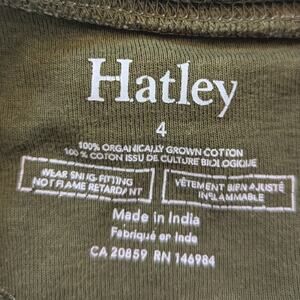 Hatley
4
100% ORGANICALLY GROWN COTTON
100% COTON ISSU DE CULTURE BIOLOGIQUE
WEAR SNUG-FITTING
NOT FLAME RETARDANT
VÊTEMENT BIEN AJUSTÉ
INFLAMMABLE
Made in India
Fabriqué en Inde
CA 20859 RN 146984